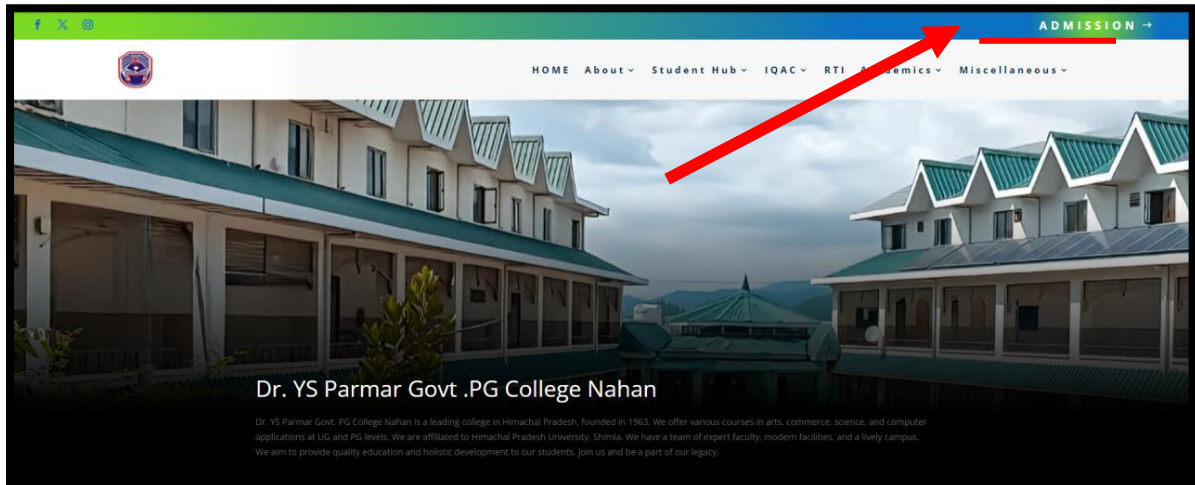 ADMISSION →
HOME About Student Hub IQAC RTI Miscellaneous
Dr. YS Parmar Govt .PG College Nahan
Dr. YS Parmar Govt. PG College Nahan is a leading college in Himachal Pradesh, founded in 1963. We offer various courses in arts, commerce, science, and computer
applications at UG and PG levels. We are affiliated to Himachal Pradesh University, Shimla. We have a team of expert faculty, modern facilities, and a lively campus.
We aim to provide quality education and holistic development to our students. Join us and be a part of our legacy.